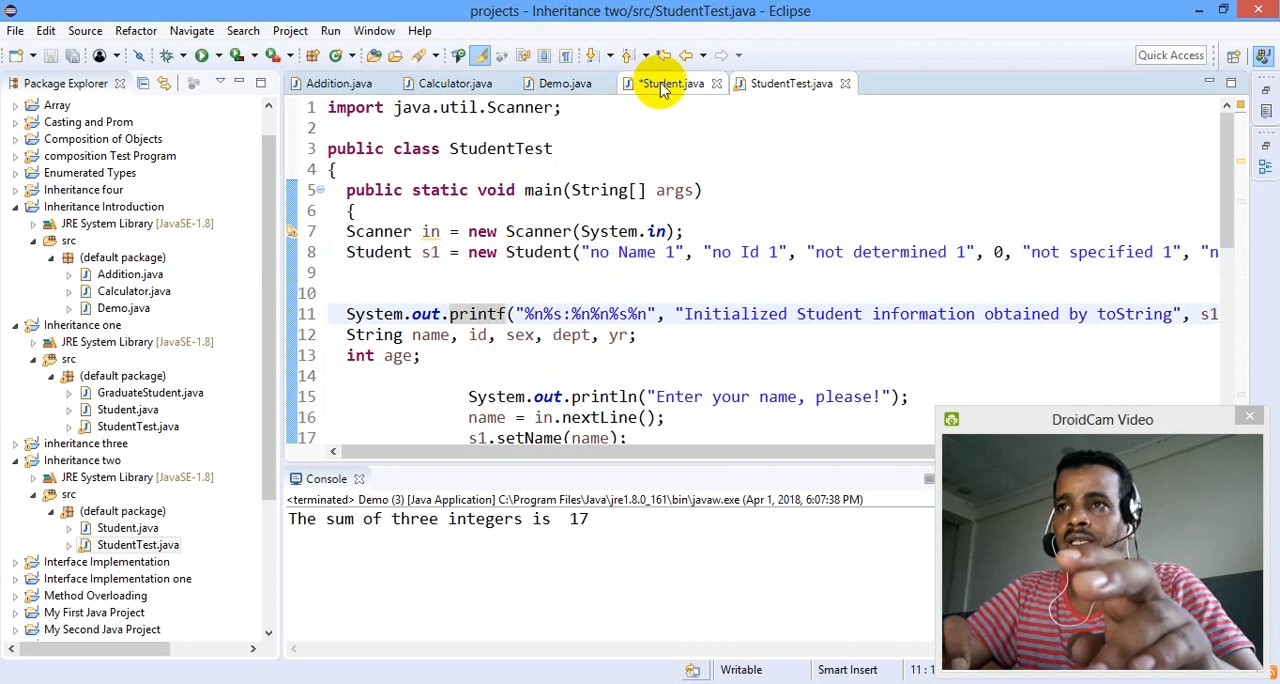 projects - Inheritance two/src/StudentTest.java - Eclipse
File Edit Source Refactor Navigate Search Project Run Window Help
Quick Access
Package Explorer
Addition.java
Calculator.java
Demo.java
*Student.java
StudentTest.java
Array
Casting and Prom
Composition of Objects
composition Test Program
Enumerated Types
Inheritance four
Inheritance Introduction
JRE System Library [JavaSE-1.8]
src
(default package)
Addition.java
Calculator.java
Demo.java
Inheritance one
JRE System Library [JavaSE-1.8]
src
(default package)
GraduateStudent.java
Student.java
StudentTest.java
inheritance three
Inheritance two
JRE System Library [JavaSE-1.8]
src
(default package)
Student.java
StudentTest.java
Interface Implementation
Interface Implementation one
Method Overloading
My First Java Project
My Second Java Project
1 import java.util.Scanner;
2
3 public class StudentTest
4 {
5 public static void main(String[] args)
6 {
7 Scanner in = new Scanner(System.in);
8 Student s1 = new Student("no Name 1", "no Id 1", "not determined 1", 0, "not specified 1", "n
9
10
11 System.out.printf("%n%s:%n%n%s%n", "Initialized Student information obtained by toString", s1
12 String name, id, sex, dept, yr;
13 int age;
14
15 System.out.println("Enter your name, please!");
16 name = in.nextLine();
17 s1.setName(name);
Console
<terminated> Demo (3) [Java Application] C:\Program Files\Java\jre1.8.0_161\bin\javaw.exe (Apr 1, 2018, 6:07:38 PM)
The sum of three integers is  17
DroidCam Video
Writable
Smart Insert
11 : 1